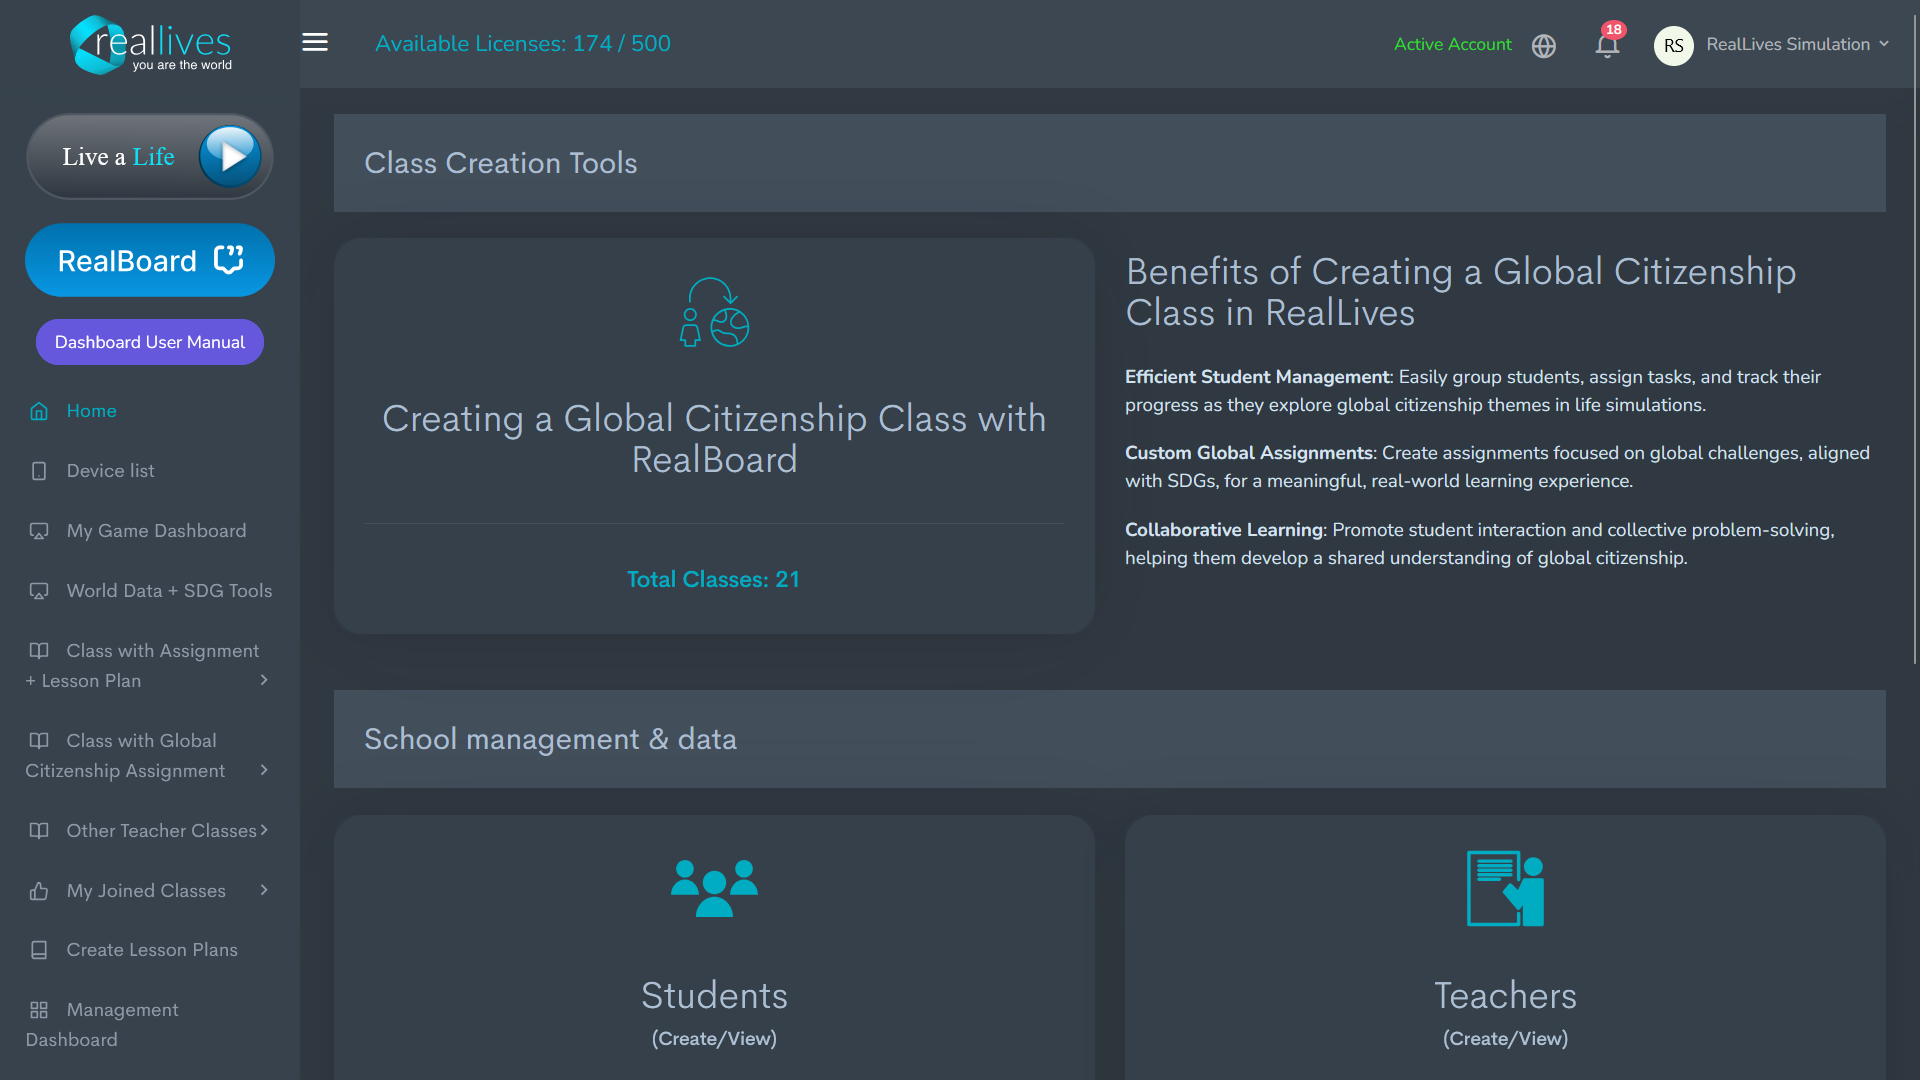 reallives
you are the world
Available Licenses: 174 / 500
Active Account
18
RS
RealLives Simulation
Live a Life
RealBoard
Dashboard User Manual
Home
Device list
My Game Dashboard
World Data + SDG Tools
Class with Assignment
+ Lesson Plan
Class with Global
Citizenship Assignment
Other Teacher Classes
My Joined Classes
Create Lesson Plans
Management
Dashboard
Class Creation Tools
Creating a Global Citizenship Class with
RealBoard
Total Classes: 21
Benefits of Creating a Global Citizenship
Class in RealLives
Efficient Student Management: Easily group students, assign tasks, and track their
progress as they explore global citizenship themes in life simulations.
Custom Global Assignments: Create assignments focused on global challenges, aligned
with SDGs, for a meaningful, real-world learning experience.
Collaborative Learning: Promote student interaction and collective problem-solving,
helping them develop a shared understanding of global citizenship.
School management & data
Students
(Create/View)
Teachers
(Create/View)